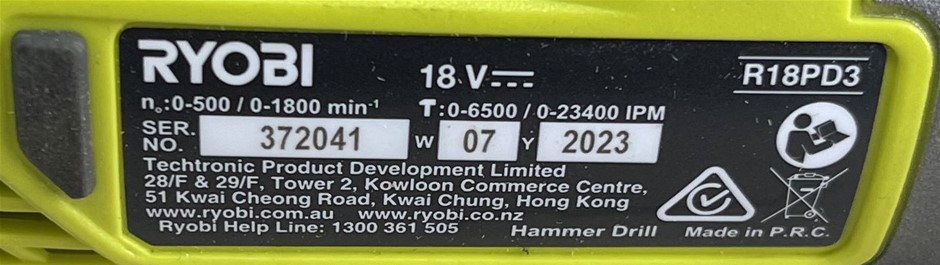 RYOBI
18 V⎓
R18PD3
n₀:0-500 / 0-1800 min⁻¹ T:0-6500 / 0-23400 IPM
SER. NO. 372041 W 07 Y 2023
Techtronic Product Development Limited
28/F & 29/F, Tower 2, Kowloon Commerce Centre,
51 Kwai Cheong Road, Kwai Chung, Hong Kong
www.ryobi.com.au www.ryobi.co.nz
Ryobi Help Line: 1300 361 505 Hammer Drill Made in P.R.C.